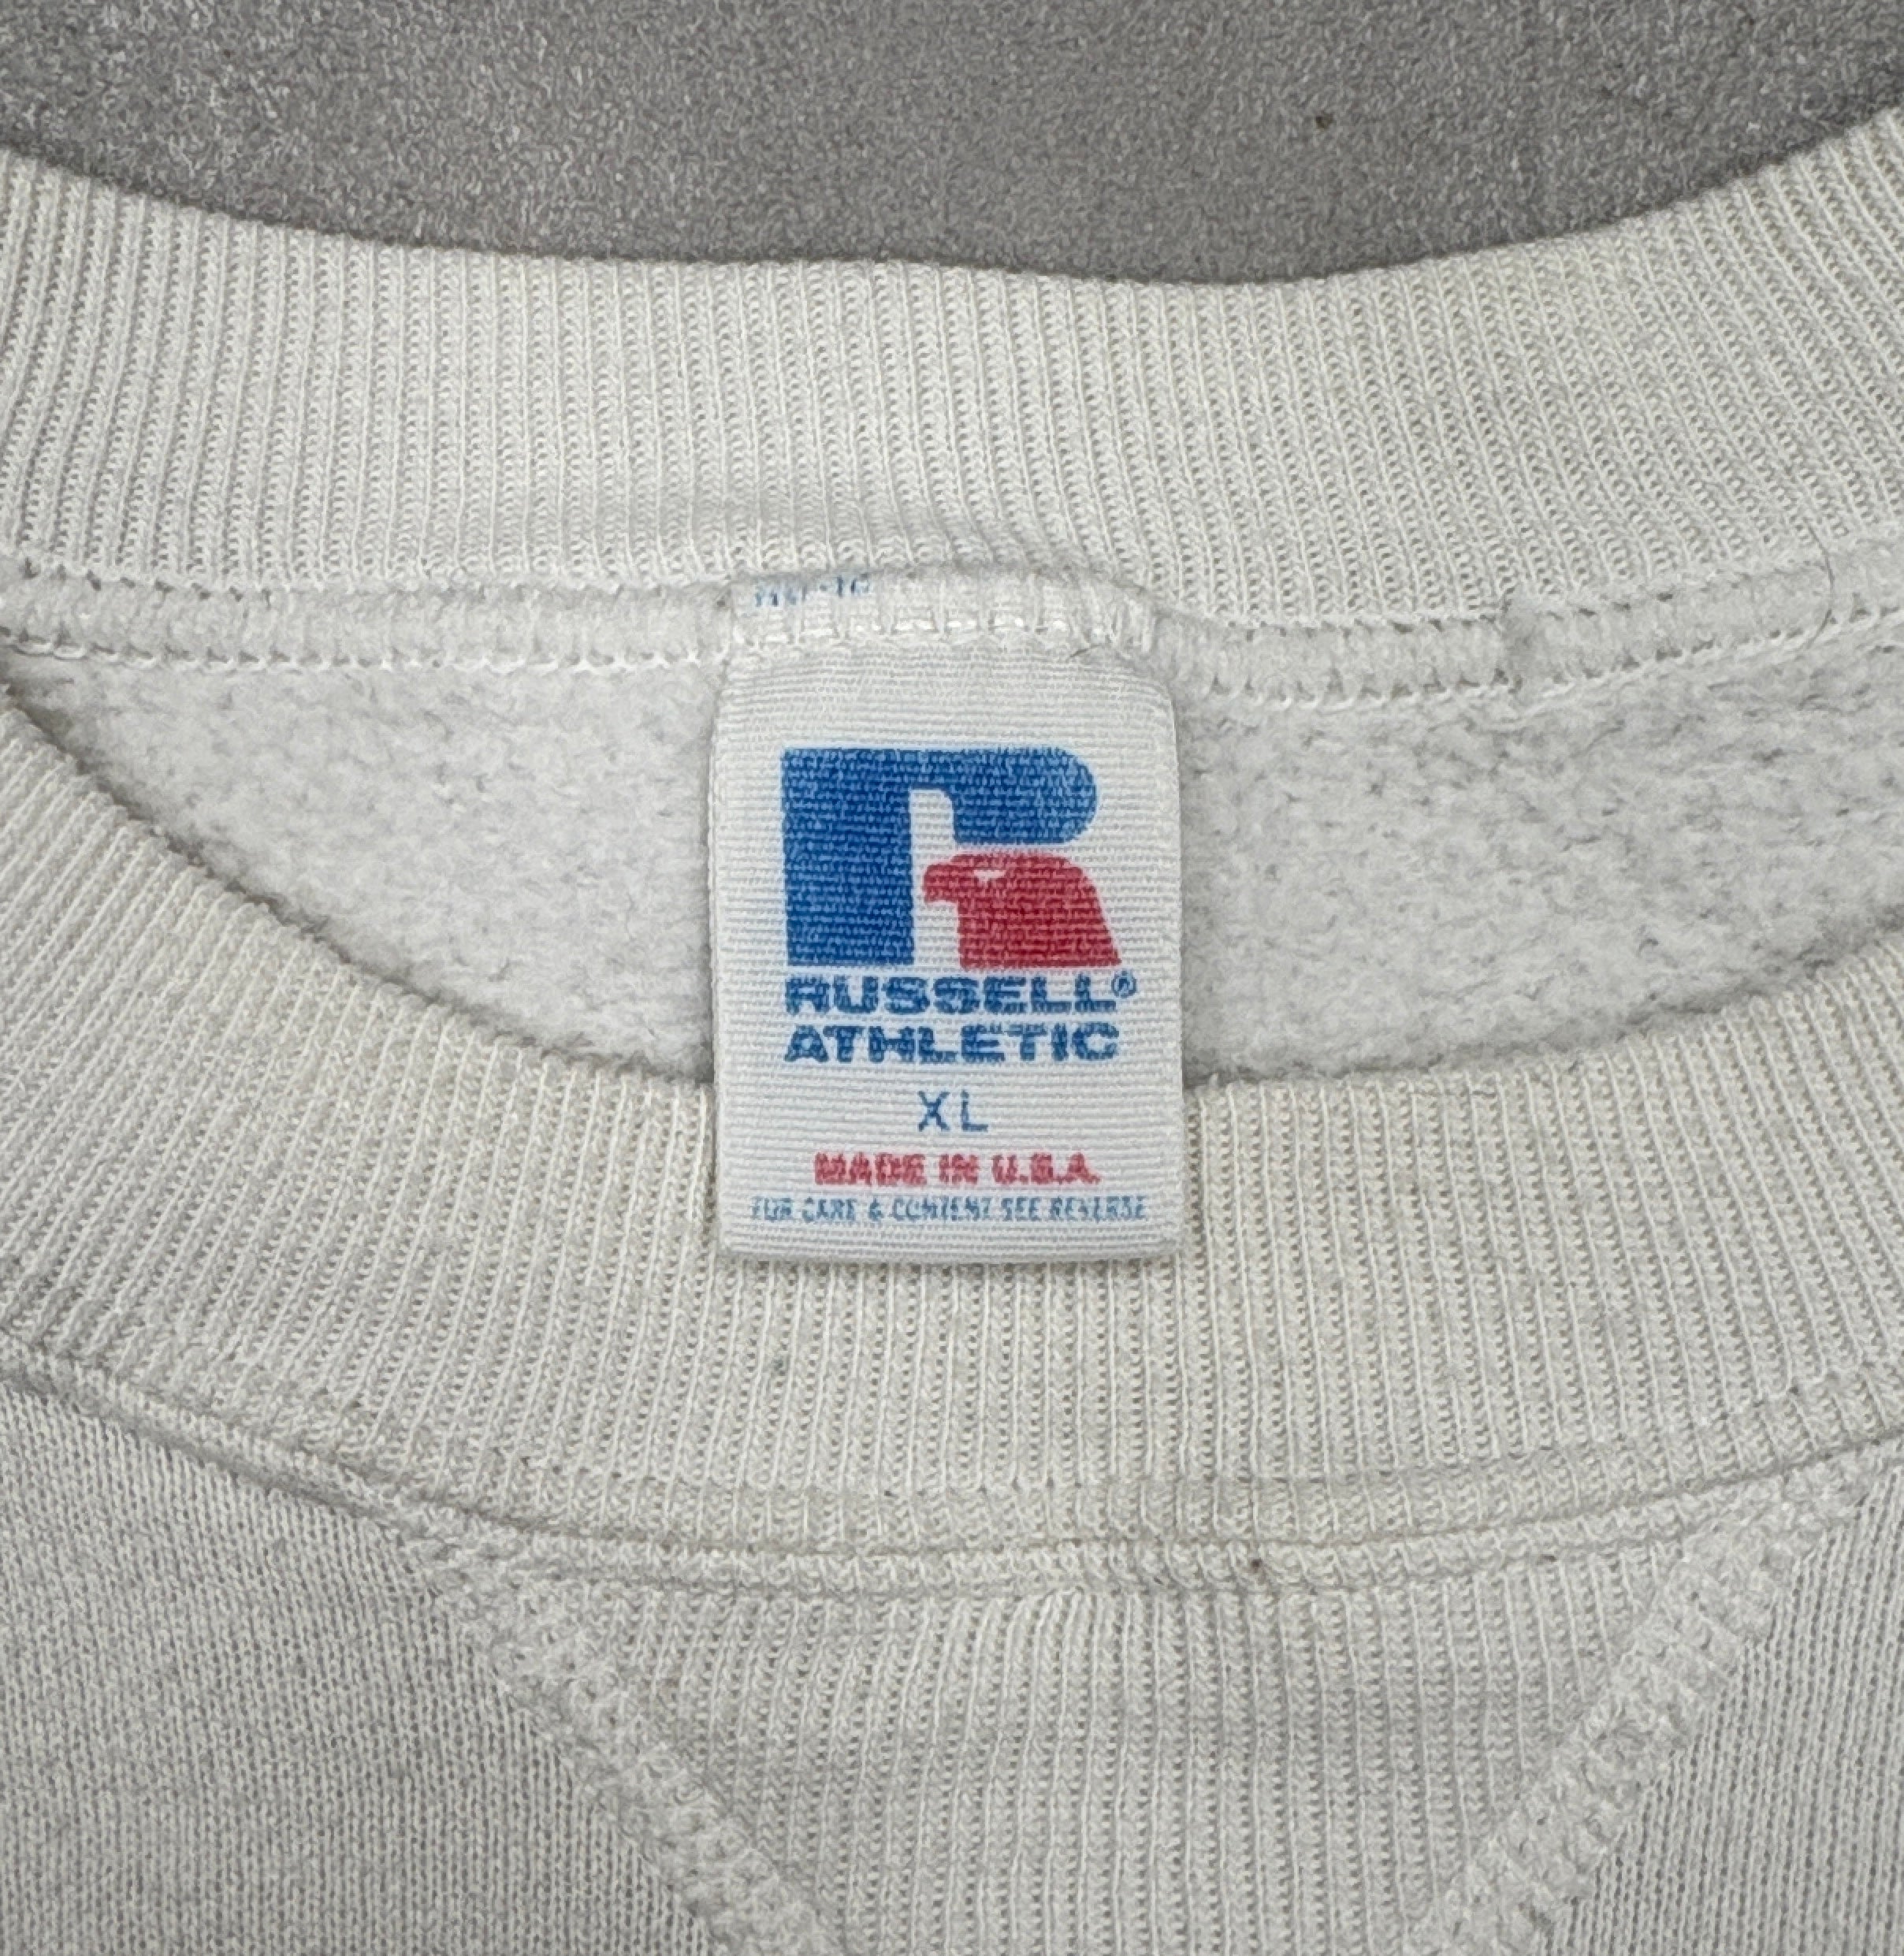 RUSSELL®
ATHLETIC
XL
MADE IN U.S.A.
FOR CARE & CONTENT SEE REVERSE